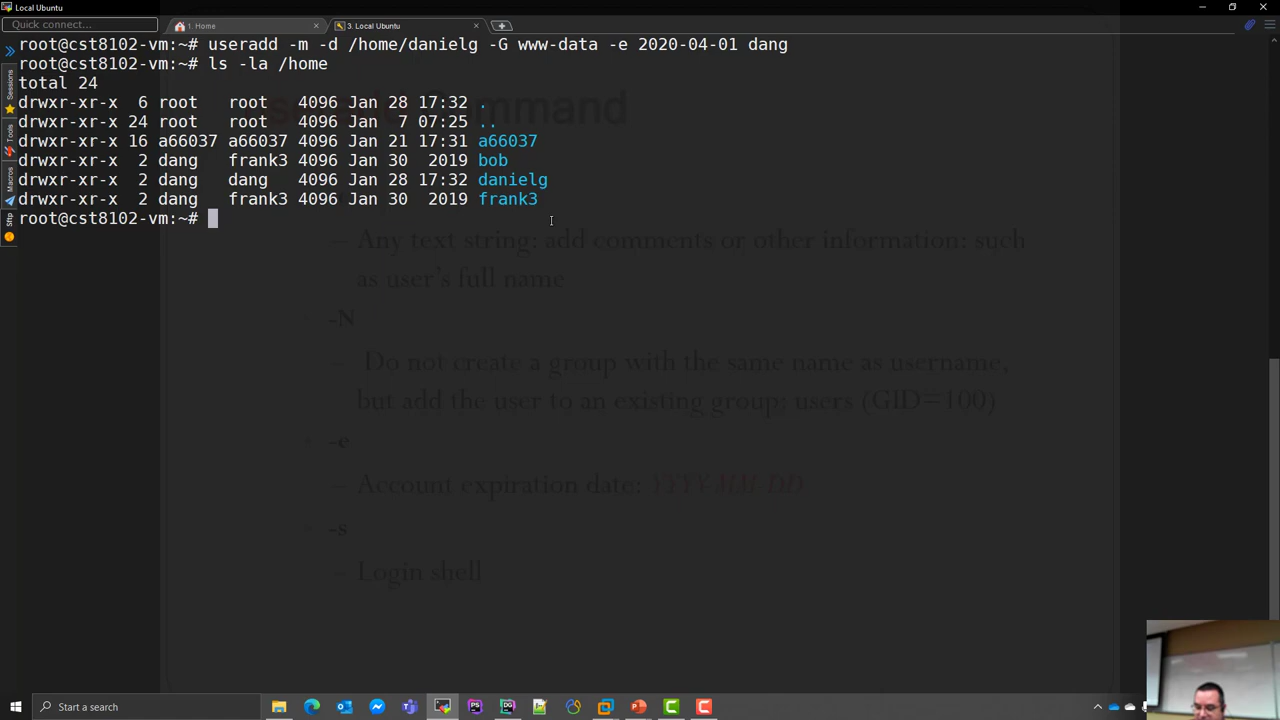 Local Ubuntu
Quick connect...
1. Home
3. Local Ubuntu
root@cst8102-vm:~# useradd -m -d /home/danielg -G www-data -e 2020-04-01 dang
root@cst8102-vm:~# ls -la /home
total 24
drwxr-xr-x 6 root root 4096 Jan 28 17:32 .
drwxr-xr-x 24 root root 4096 Jan 7 07:25 ..
drwxr-xr-x 16 a66037 a66037 4096 Jan 21 17:31 a66037
drwxr-xr-x 2 dang frank3 4096 Jan 30 2019 bob
drwxr-xr-x 2 dang dang 4096 Jan 28 17:32 danielg
drwxr-xr-x 2 dang frank3 4096 Jan 30 2019 frank3
root@cst8102-vm:~#
Sessions
Tools
Macros
Sftp
Command
– Any text string: add comments or other information: such
as user's full name
-N
– Do not create a group with the same name as username,
but add the user to an existing group: users (GID=100)
-e
– Account expiration date: YYYY-MM-DD
-s
– Login shell
Start a search